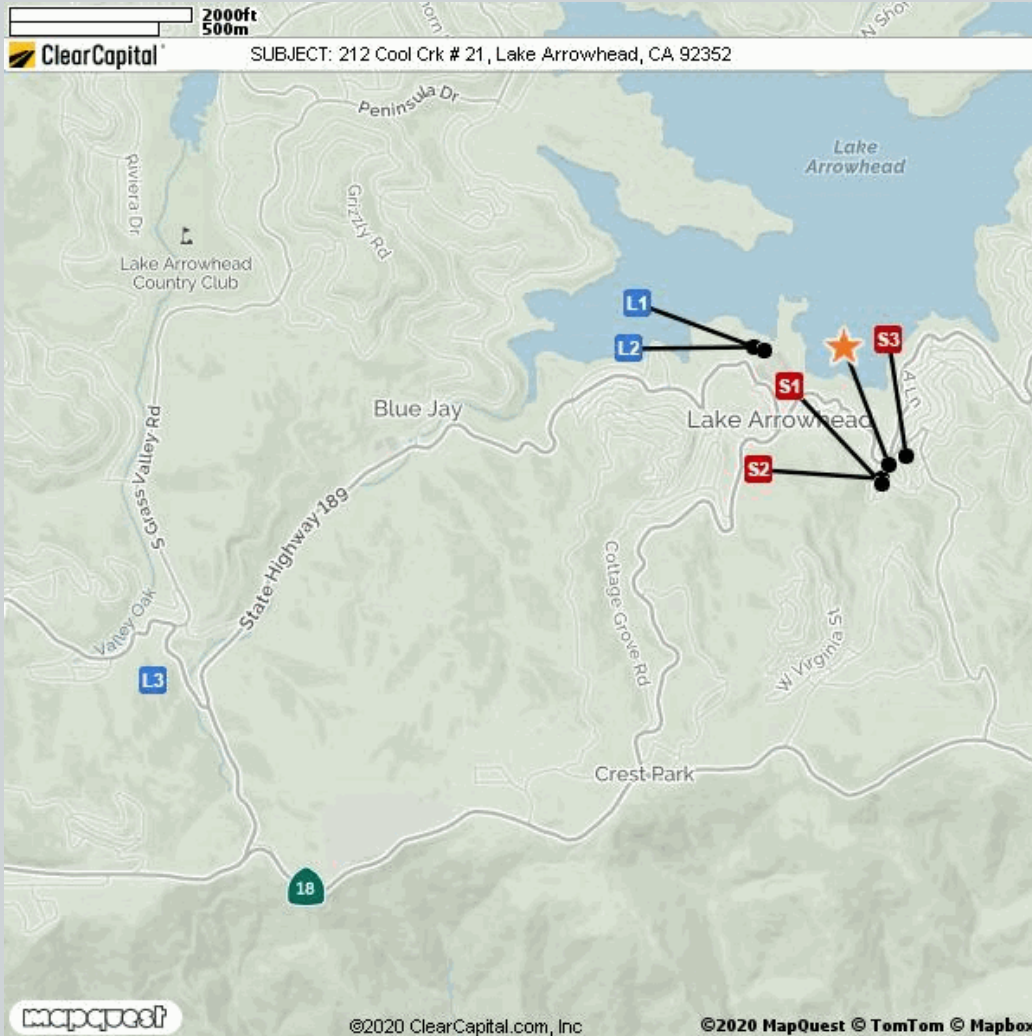 2000ft
500m
N Shor
ClearCapital
SUBJECT: 212 Cool Crk # 21, Lake Arrowhead, CA 92352
Peninsula Dr
Riviera Dr
Grizzly Rd
Lake
Arrowhead
Lake Arrowhead
Country Club
L1
L2
S3
S1
A Ln
Blue Jay
Lake Arrowhead
S2
S Grass Valley Rd
State Highway 189
Cottage Grove Rd
Valley Oak
W Virginia St
L3
Crest Park
18
mapquest
©2020 ClearCapital.com, Inc
©2020 MapQuest © TomTom © Mapbox